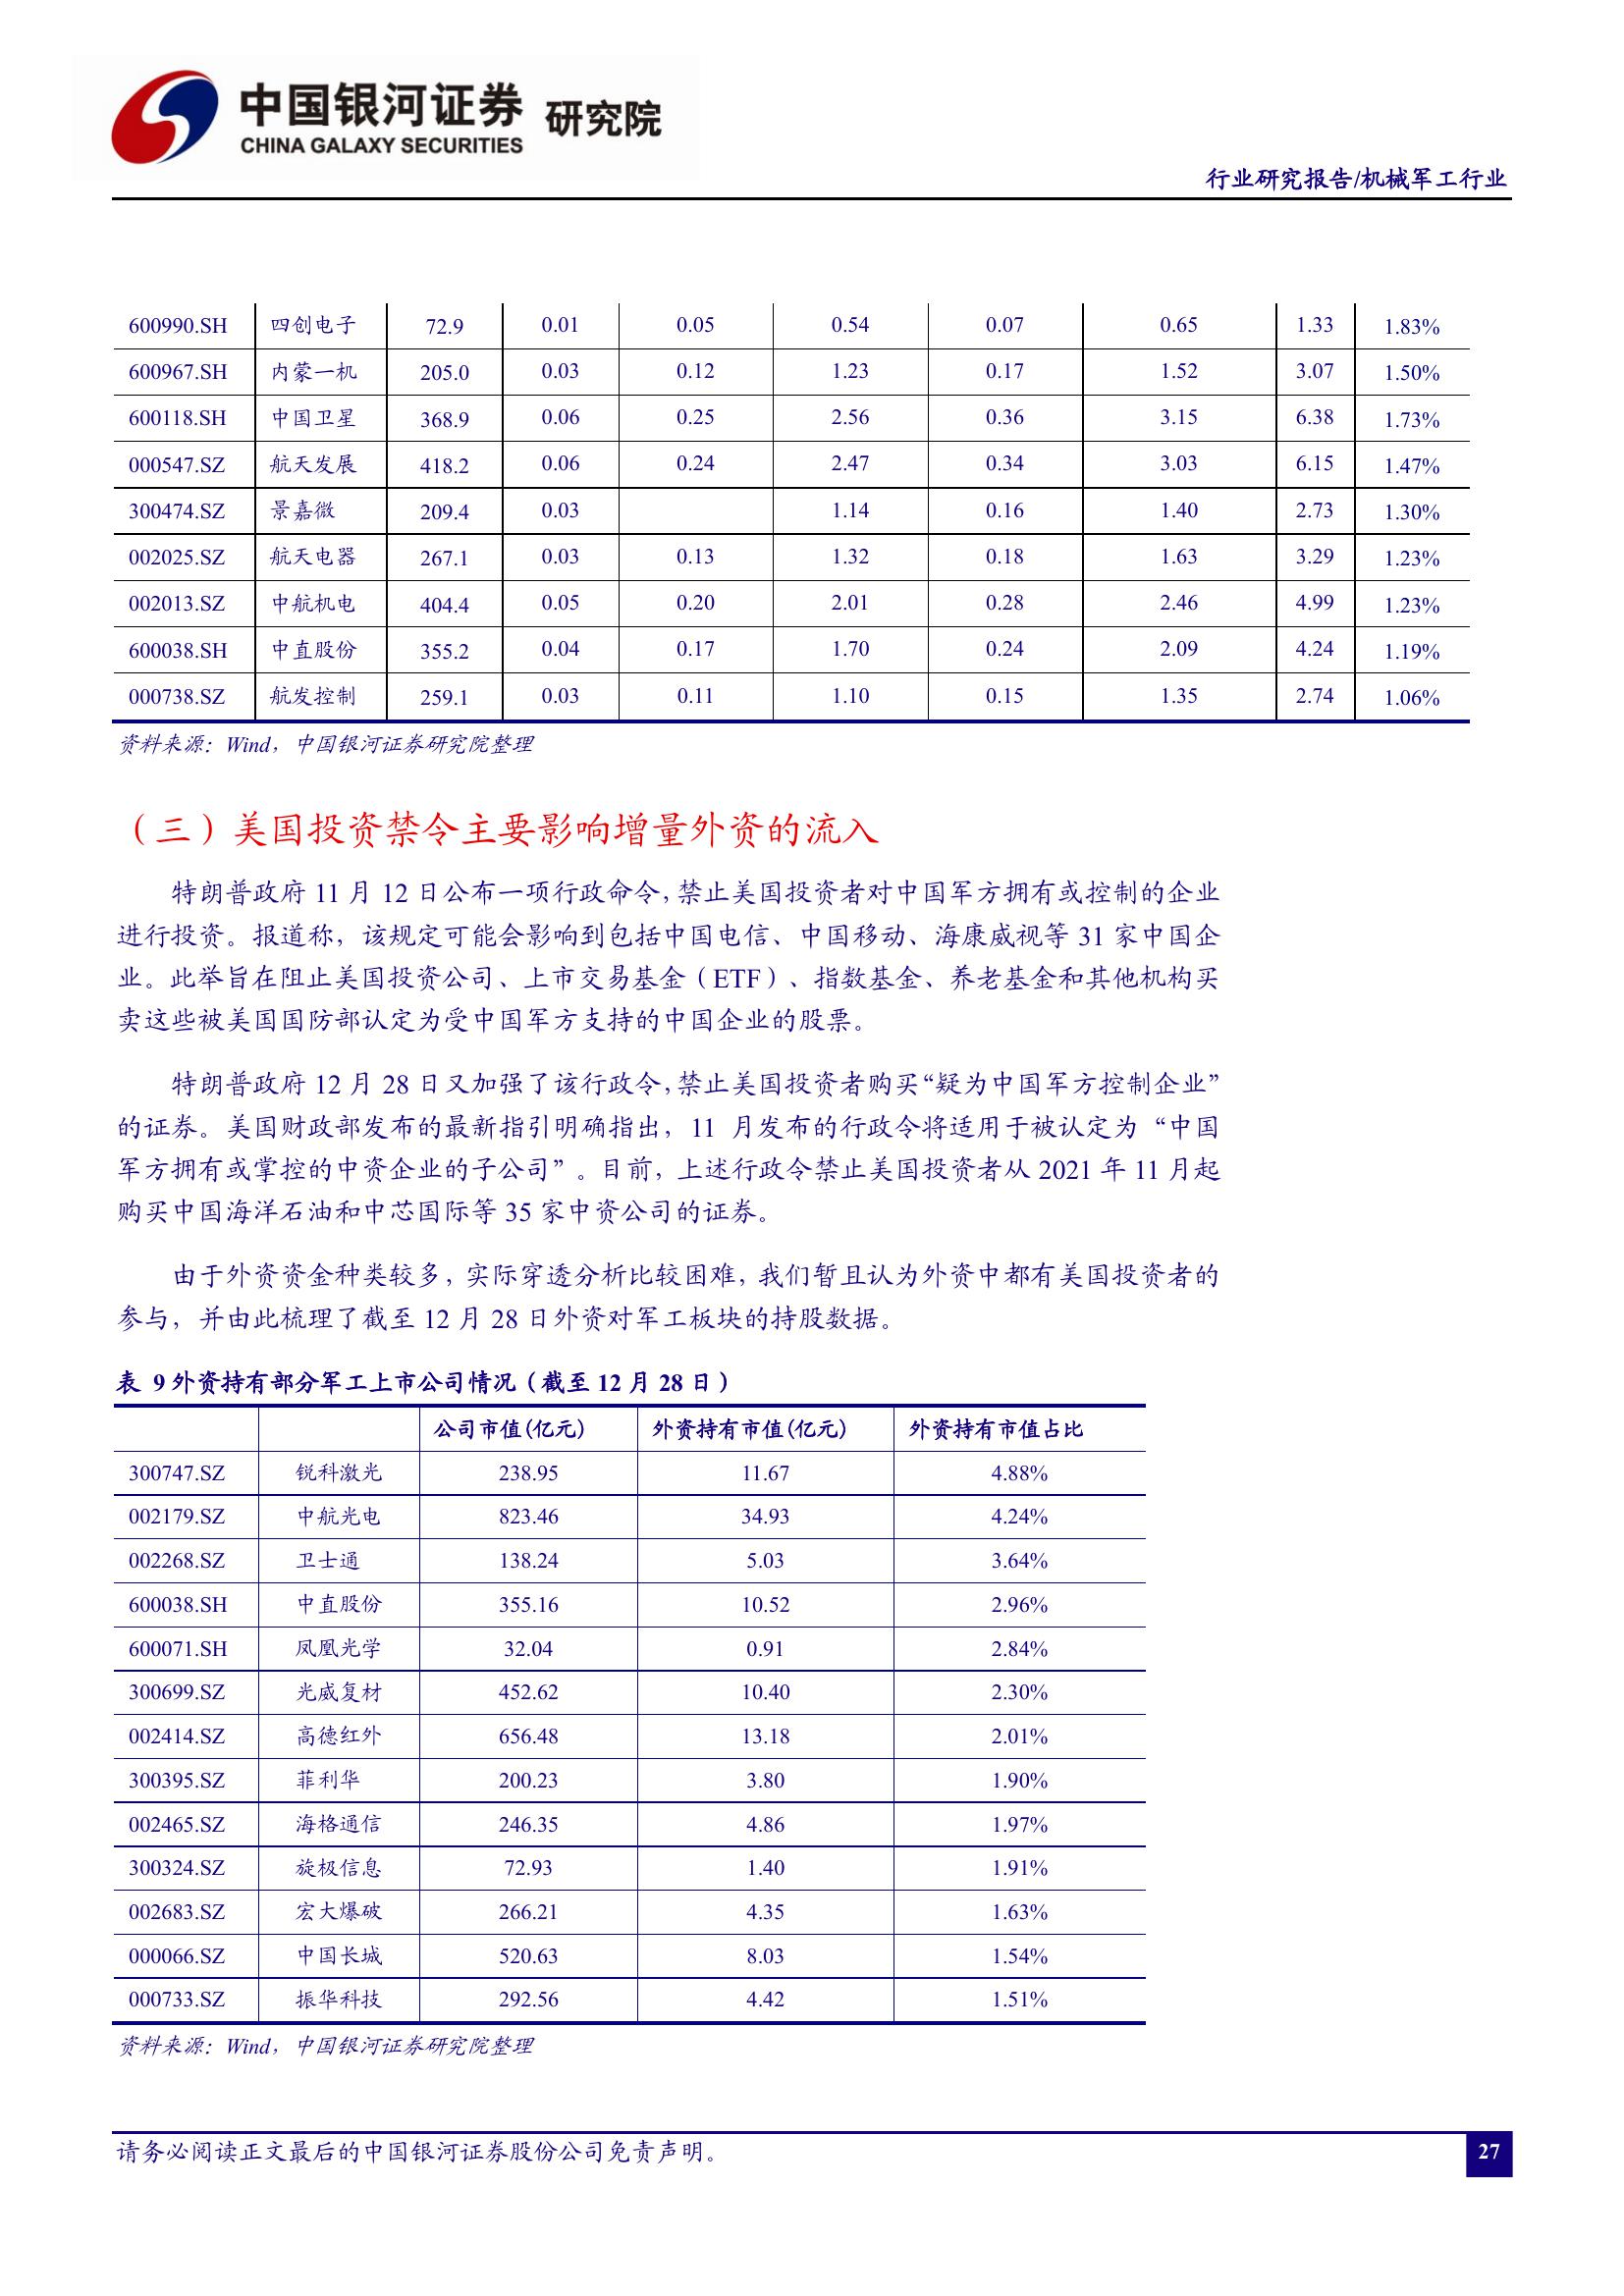 中国银河证券 研究院
CHINA GALAXY SECURITIES
行业研究报告/机械军工行业
600990.SH 四创电子 72.9 0.01 0.05 0.54 0.07 0.65 1.33 1.83%
600967.SH 内蒙一机 205.0 0.03 0.12 1.23 0.17 1.52 3.07 1.50%
600118.SH 中国卫星 368.9 0.06 0.25 2.56 0.36 3.15 6.38 1.73%
000547.SZ 航天发展 418.2 0.06 0.24 2.47 0.34 3.03 6.15 1.47%
300474.SZ 景嘉微 209.4 0.03 1.14 0.16 1.40 2.73 1.30%
002025.SZ 航天电器 267.1 0.03 0.13 1.32 0.18 1.63 3.29 1.23%
002013.SZ 中航机电 404.4 0.05 0.20 2.01 0.28 2.46 4.99 1.23%
600038.SH 中直股份 355.2 0.04 0.17 1.70 0.24 2.09 4.24 1.19%
000738.SZ 航发控制 259.1 0.03 0.11 1.10 0.15 1.35 2.74 1.06%
资料来源：Wind，中国银河证券研究院整理
（三）美国投资禁令主要影响增量外资的流入
特朗普政府 11 月 12 日公布一项行政命令，禁止美国投资者对中国军方拥有或控制的企业
进行投资。报道称，该规定可能会影响到包括中国电信、中国移动、海康威视等 31 家中国企
业。此举旨在阻止美国投资公司、上市交易基金（ETF）、指数基金、养老基金和其他机构买
卖这些被美国国防部认定为受中国军方支持的中国企业的股票。
特朗普政府 12 月 28 日又加强了该行政令，禁止美国投资者购买“疑为中国军方控制企业”
的证券。美国财政部发布的最新指引明确指出，11 月发布的行政令将适用于被认定为“中国
军方拥有或掌控的中资企业的子公司”。目前，上述行政令禁止美国投资者从 2021 年 11 月起
购买中国海洋石油和中芯国际等 35 家中资公司的证券。
由于外资资金种类较多，实际穿透分析比较困难，我们暂且认为外资中都有美国投资者的
参与，并由此梳理了截至 12 月 28 日外资对军工板块的持股数据。
表 9 外资持有部分军工上市公司情况（截至 12 月 28 日）
公司市值(亿元) 外资持有市值(亿元) 外资持有市值占比
300747.SZ 锐科激光 238.95 11.67 4.88%
002179.SZ 中航光电 823.46 34.93 4.24%
002268.SZ 卫士通 138.24 5.03 3.64%
600038.SH 中直股份 355.16 10.52 2.96%
600071.SH 凤凰光学 32.04 0.91 2.84%
300699.SZ 光威复材 452.62 10.40 2.30%
002414.SZ 高德红外 656.48 13.18 2.01%
300395.SZ 菲利华 200.23 3.80 1.90%
002465.SZ 海格通信 246.35 4.86 1.97%
300324.SZ 旋极信息 72.93 1.40 1.91%
002683.SZ 宏大爆破 266.21 4.35 1.63%
000066.SZ 中国长城 520.63 8.03 1.54%
000733.SZ 振华科技 292.56 4.42 1.51%
资料来源：Wind，中国银河证券研究院整理
请务必阅读正文最后的中国银河证券股份公司免责声明。
27